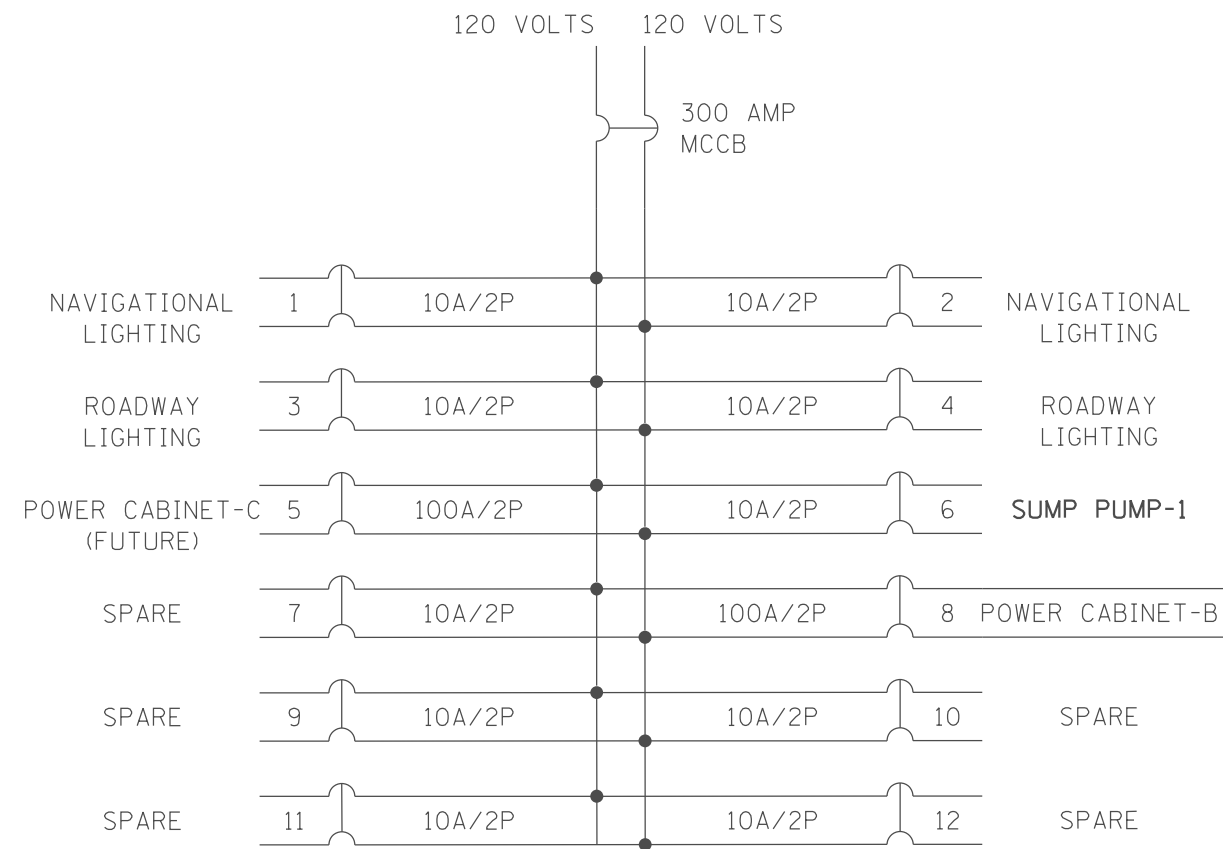 120 VOLTS 120 VOLTS
300 AMP
MCCB
NAVIGATIONAL 1 10A/2P 10A/2P 2 NAVIGATIONAL
LIGHTING LIGHTING
ROADWAY 3 10A/2P 10A/2P 4 ROADWAY
LIGHTING LIGHTING
POWER CABINET-C 5 100A/2P 10A/2P 6 SUMP PUMP-1
(FUTURE)
SPARE 7 10A/2P 100A/2P 8 POWER CABINET-B
SPARE 9 10A/2P 10A/2P 10 SPARE
SPARE 11 10A/2P 10A/2P 12 SPARE